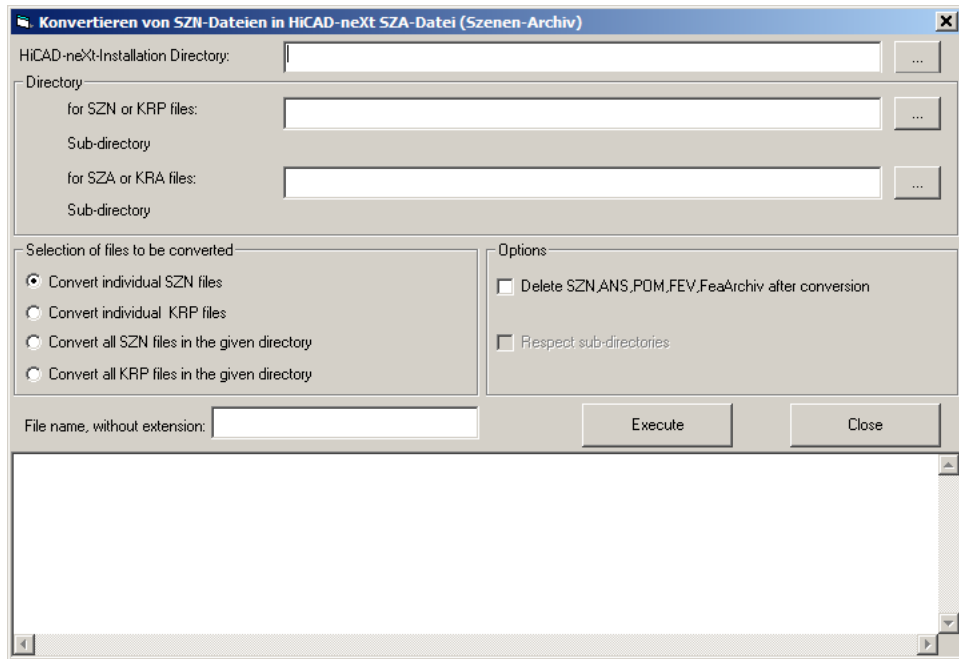 Konvertieren von SZN-Dateien in HiCAD-neXt SZA-Datei (Szenen-Archiv)
HiCAD-neXt-Installation Directory:
...
Directory
for SZN or KRP files:
...
Sub-directory
for SZA or KRA files:
...
Sub-directory
Selection of files to be converted
Convert individual SZN files
Convert individual KRP files
Convert all SZN files in the given directory
Convert all KRP files in the given directory
Options
Delete SZN,ANS,POM,FEV,FeaArchiv after conversion
Respect sub-directories
File name, without extension:
Execute
Close